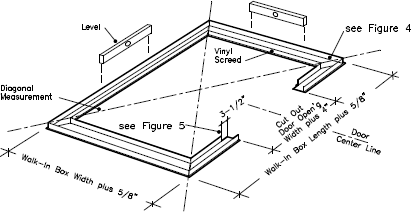 Level
see Figure 4
Vinyl
Screed
Diagonal
Measurement
3-1/2"
see Figure 5
Cut Out
Door Open'g
Width plus 4"
Walk-In Box Length plus 5/8"
Door
Center Line
Walk-In Box Width plus 5/8"